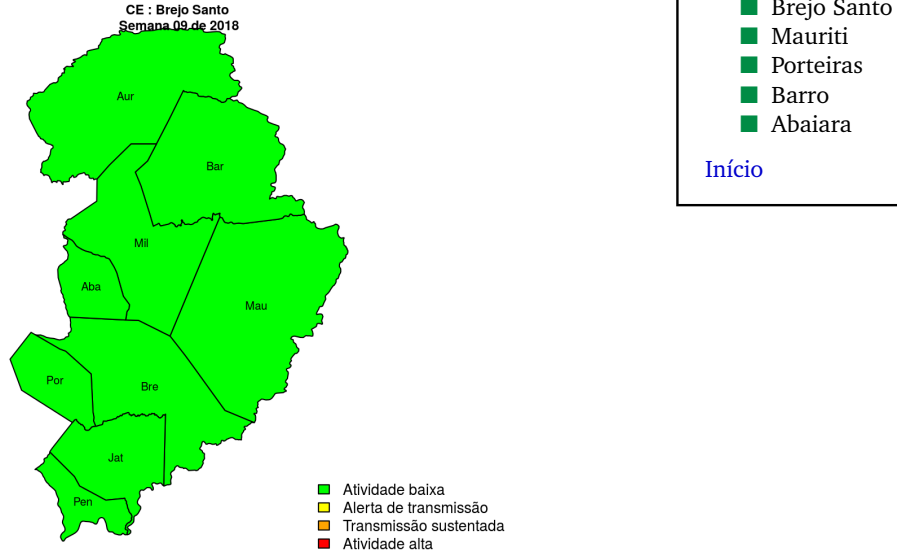 CE : Brejo Santo
Semana 09 de 2018
Aur
Bar
Mil
Aba
Mau
Por
Bre
Jat
Pen
Atividade baixa
Alerta de transmissão
Transmissão sustentada
Atividade alta
Brejo Santo
Mauriti
Porteiras
Barro
Abaiara
Início